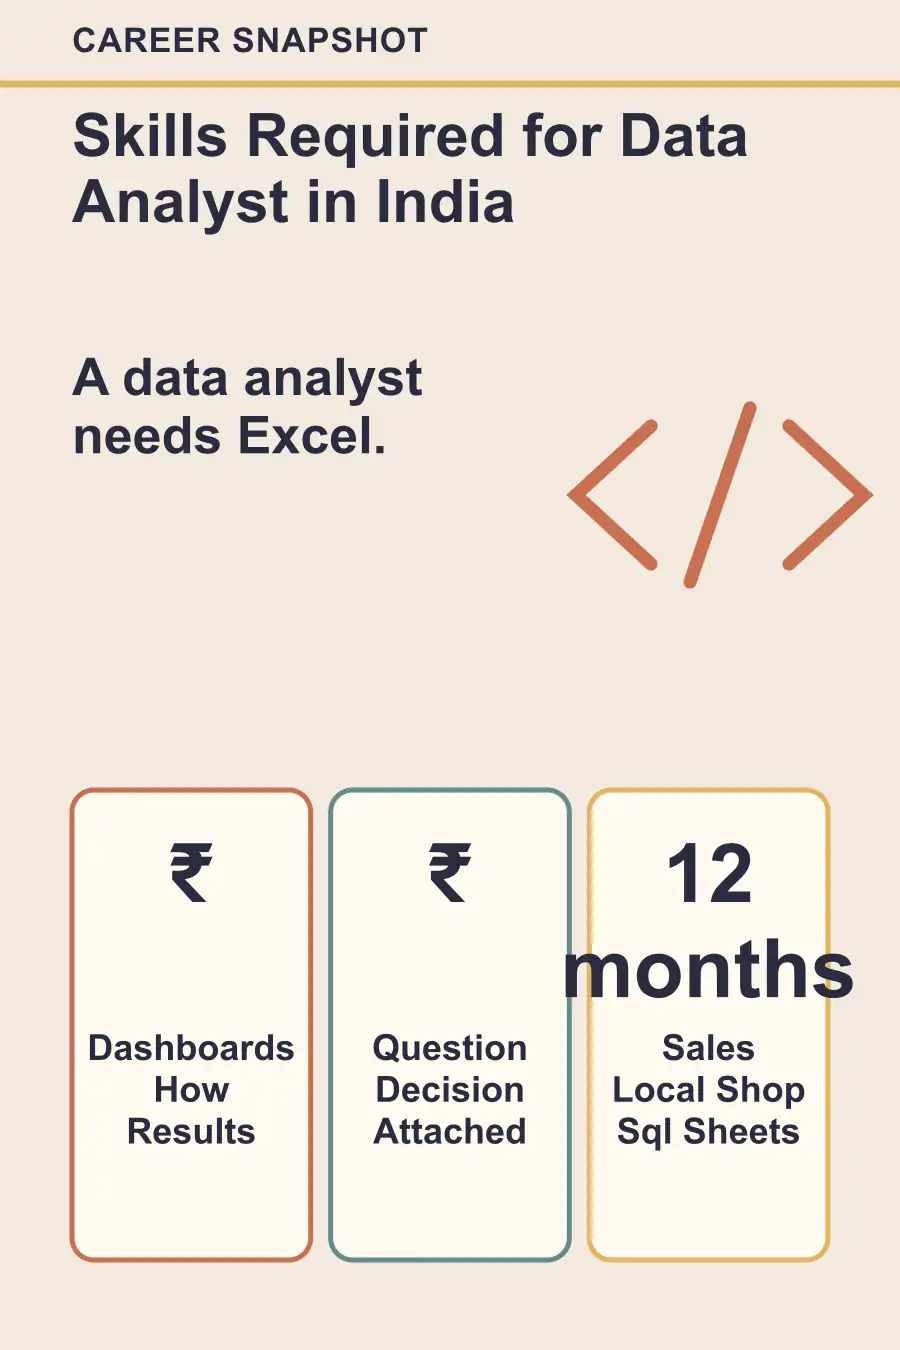 CAREER SNAPSHOT
Skills Required for Data
Analyst in India
A data analyst
needs Excel.
</>
₹
Dashboards
How
Results
₹
Question
Decision
Attached
12
months
Sales
Local Shop
Sql Sheets